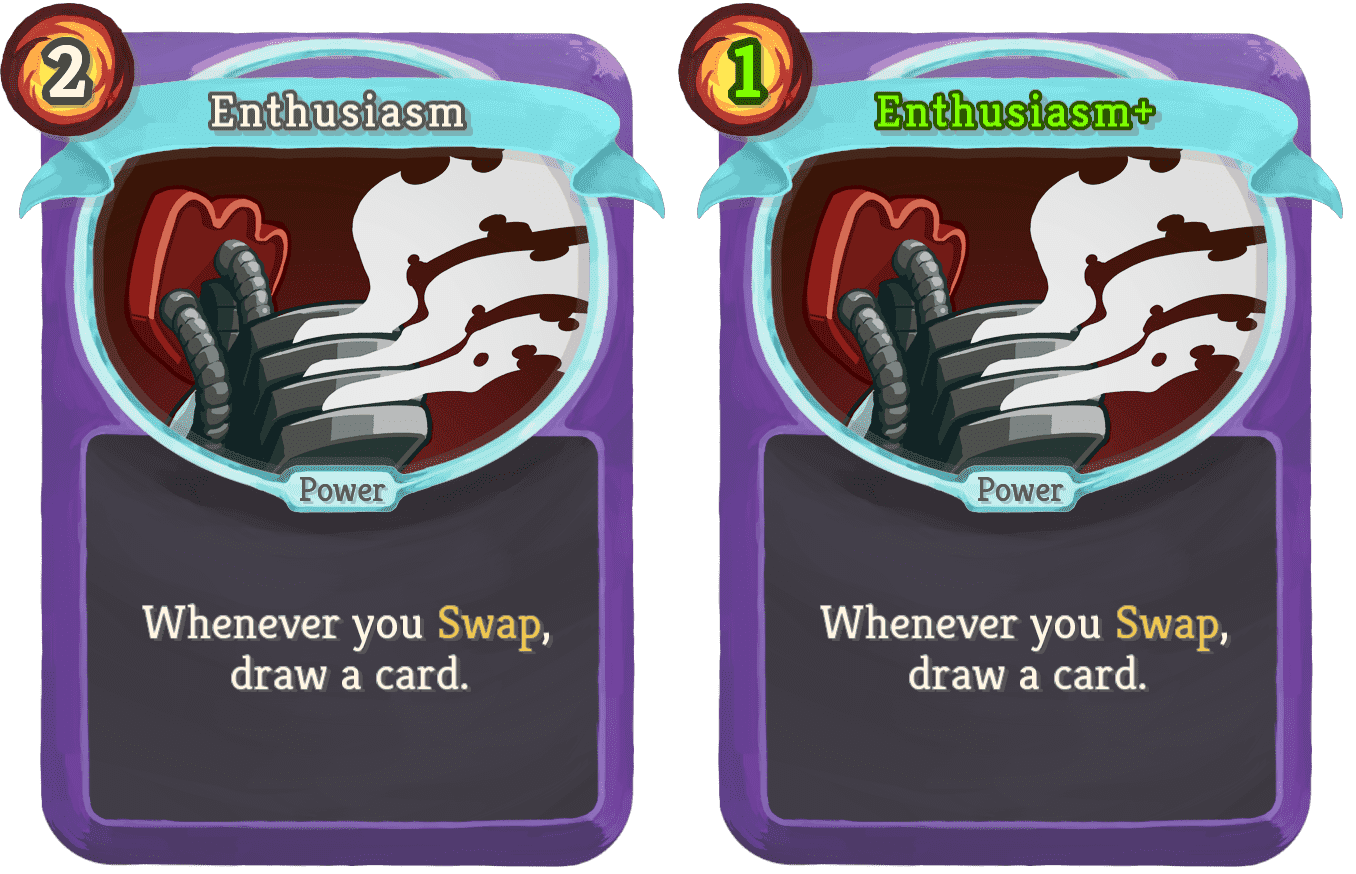 2
Enthusiasm
Power
Whenever you Swap,
draw a card.
1
Enthusiasm+
Power
Whenever you Swap,
draw a card.